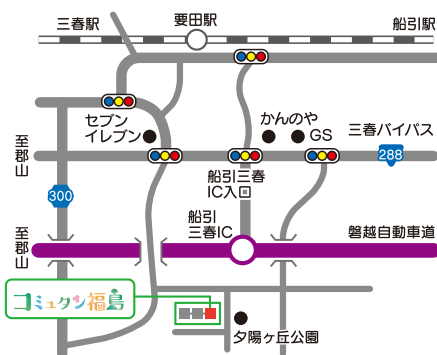 三春駅
要田駅
船引駅
セブン
イレブン
かんのや
GS
三春バイパス
至郡山
288
船引三春
IC入口
300
船引
三春IC
至郡山
磐越自動車道
コミュタン福島
夕陽ヶ丘公園